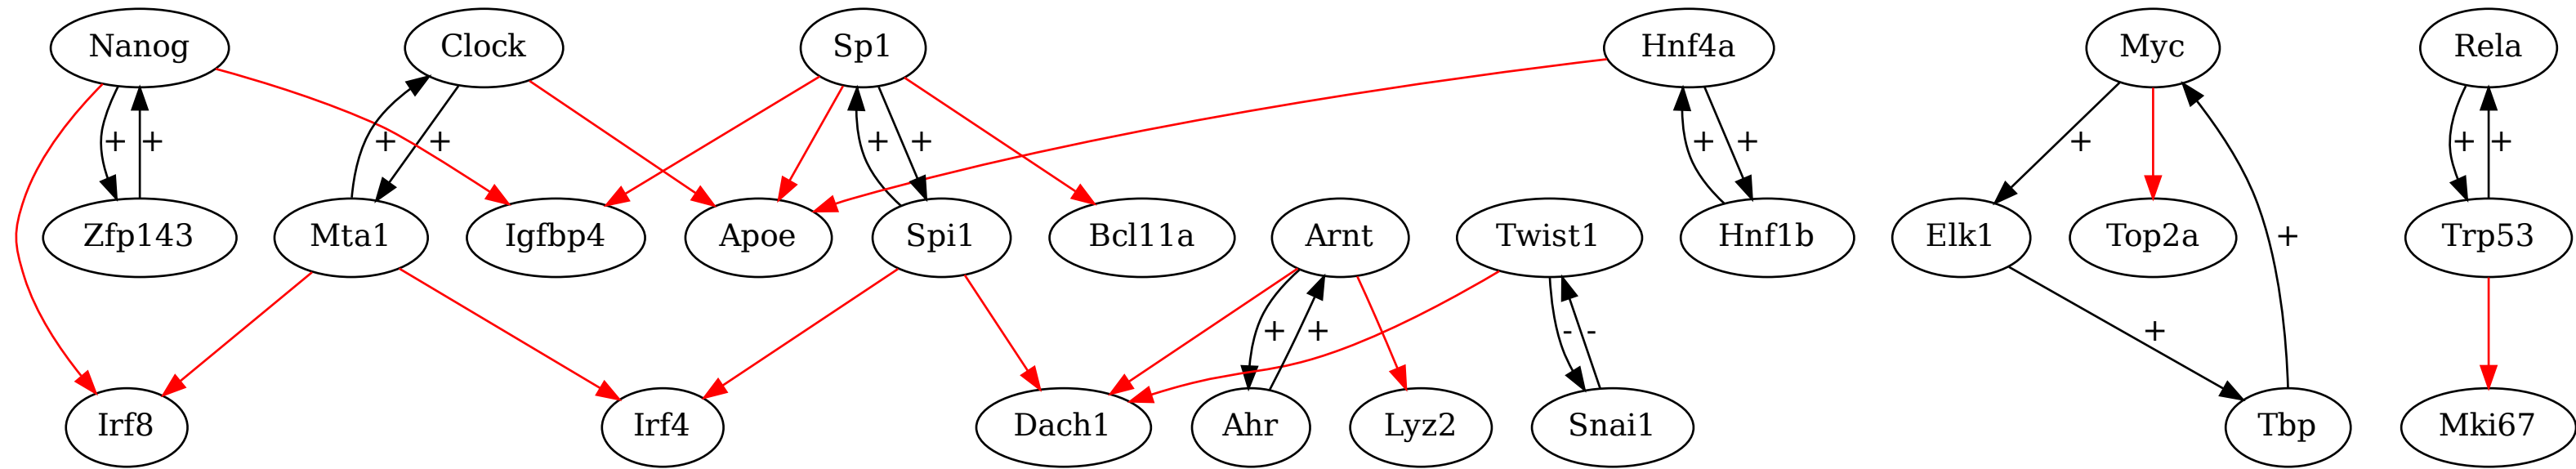 Nanog Clock Sp1 Hnf4a Myc Rela
+ + + + + + + + + + +
Zfp143 Mta1 Igfbp4 Apoe Spi1 Bcl11a Arnt Twist1 Hnf1b Elk1 Top2a + Trp53
+ + - - +
Irf8 Irf4 Dach1 Ahr Lyz2 Snai1 Tbp Mki67